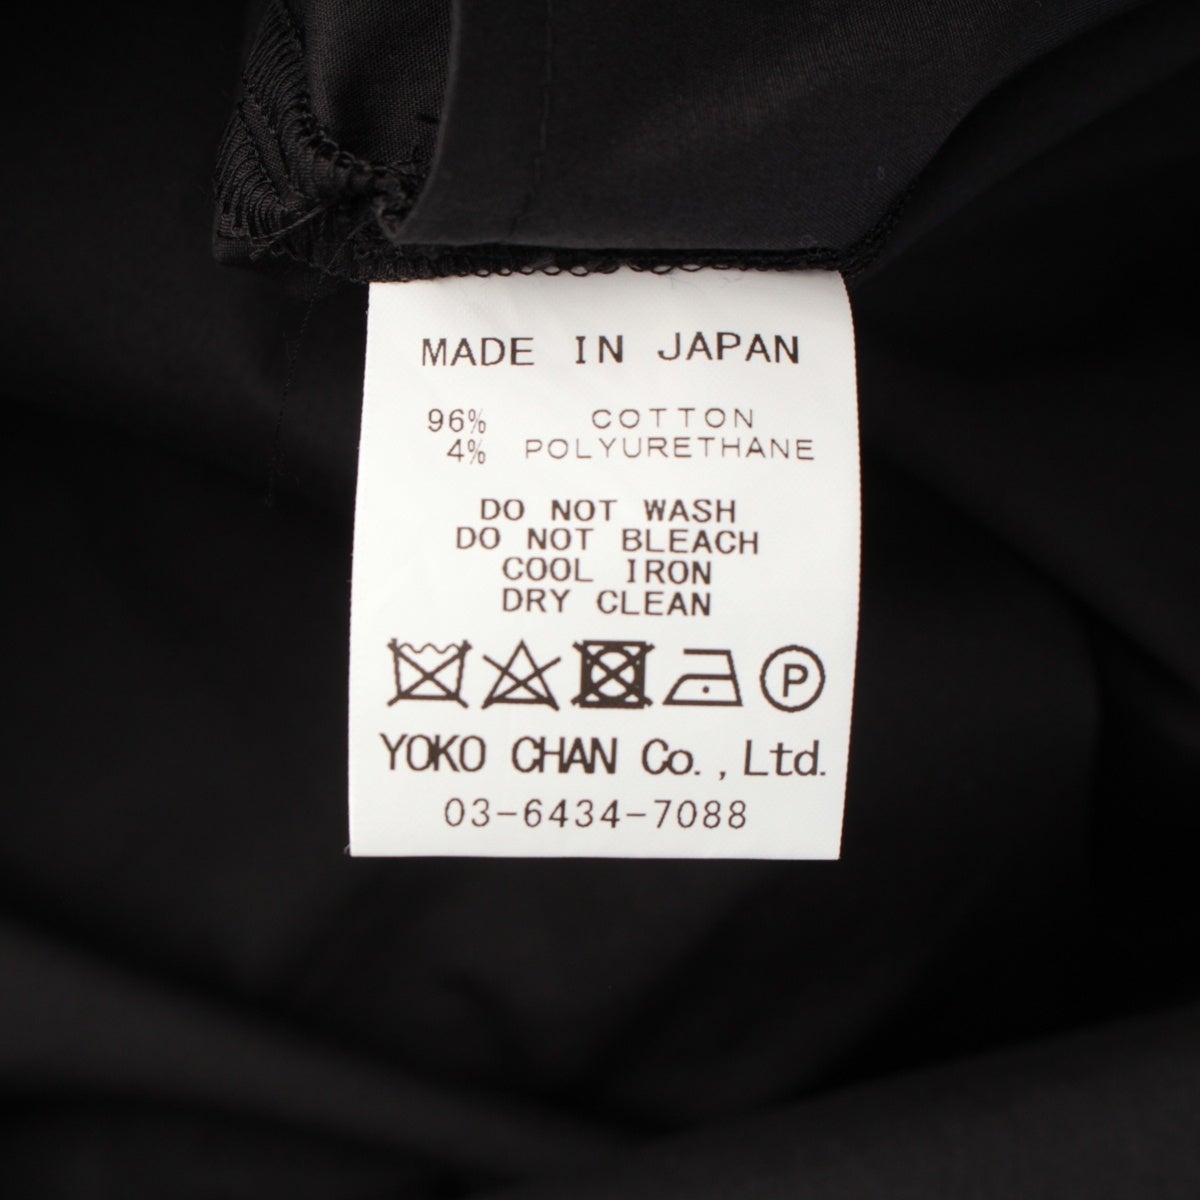 MADE IN JAPAN
96% COTTON
4% POLYURETHANE
DO NOT WASH
DO NOT BLEACH
COOL IRON
DRY CLEAN
P
YOKO CHAN Co., Ltd.
03-6434-7088